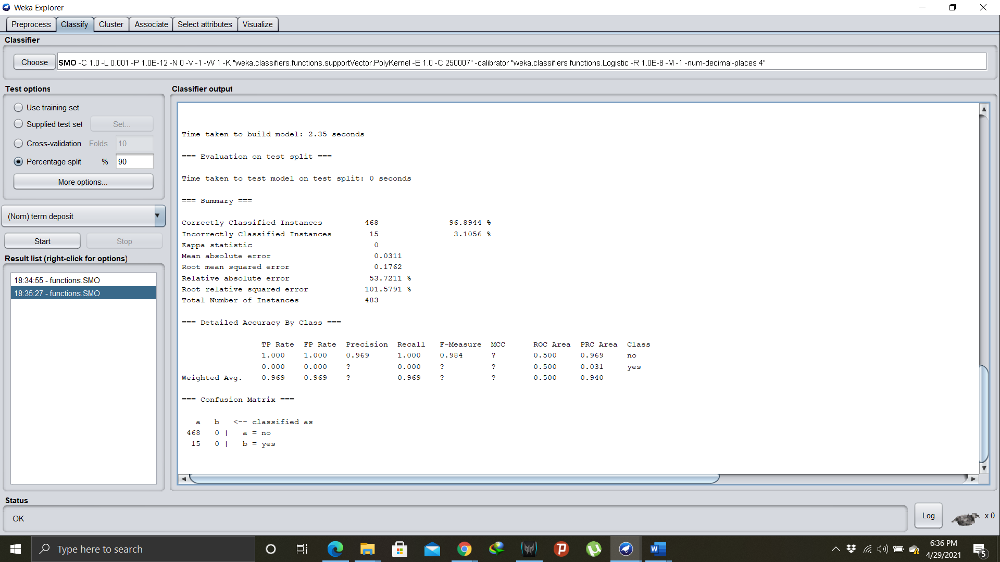 Weka Explorer
Preprocess Classify Cluster Associate Select attributes Visualize
Classifier
Choose SMO -C 1.0 -L 0.001 -P 1.0E-12 -N 0 -V -1 -W 1 -K "weka.classifiers.functions.supportVector.PolyKernel -E 1.0 -C 250007" -calibrator "weka.classifiers.functions.Logistic -R 1.0E-8 -M -1 -num-decimal-places 4"
Test options
Use training set
Supplied test set Set...
Cross-validation Folds 10
Percentage split % 90
More options...
(Nom) term deposit
Start Stop
Result list (right-click for options)
18:34:55 - functions.SMO
18:35:27 - functions.SMO
Classifier output
Time taken to build model: 2.35 seconds
=== Evaluation on test split ===
Time taken to test model on test split: 0 seconds
=== Summary ===
Correctly Classified Instances 468 96.8944 %
Incorrectly Classified Instances 15 3.1056 %
Kappa statistic 0
Mean absolute error 0.0311
Root mean squared error 0.1762
Relative absolute error 53.7211 %
Root relative squared error 101.5791 %
Total Number of Instances 483
=== Detailed Accuracy By Class ===
TP Rate FP Rate Precision Recall F-Measure MCC ROC Area PRC Area Class
1.000 1.000 0.969 1.000 0.984 ? 0.500 0.969 no
0.000 0.000 ? 0.000 ? ? 0.500 0.031 yes
Weighted Avg. 0.969 0.969 ? 0.969 ? ? 0.500 0.940
=== Confusion Matrix ===
a b <-- classified as
468 0 | a = no
15 0 | b = yes
Status
OK
Log
x 0
Type here to search
6:36 PM
4/29/2021
5